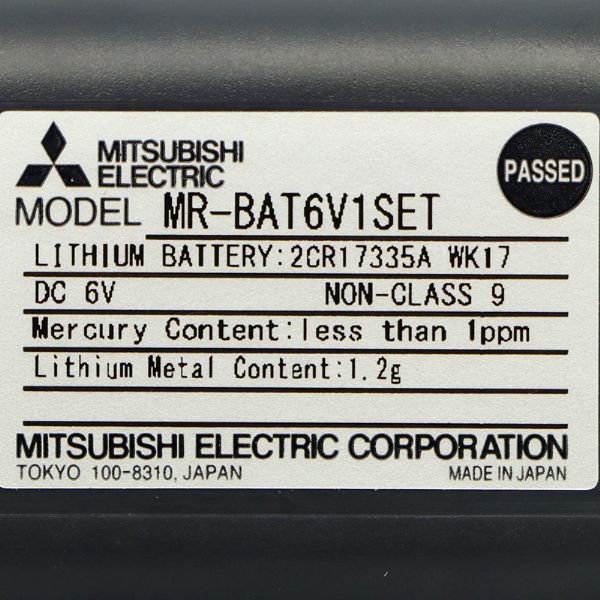 MITSUBISHI
ELECTRIC
PASSED
MODEL MR-BAT6V1SET
LITHIUM BATTERY:2CR17335A WK17
DC 6V NON-CLASS 9
Mercury Content:less than 1ppm
Lithium Metal Content:1.2g
MITSUBISHI ELECTRIC CORPORATION
TOKYO 100-8310, JAPAN MADE IN JAPAN